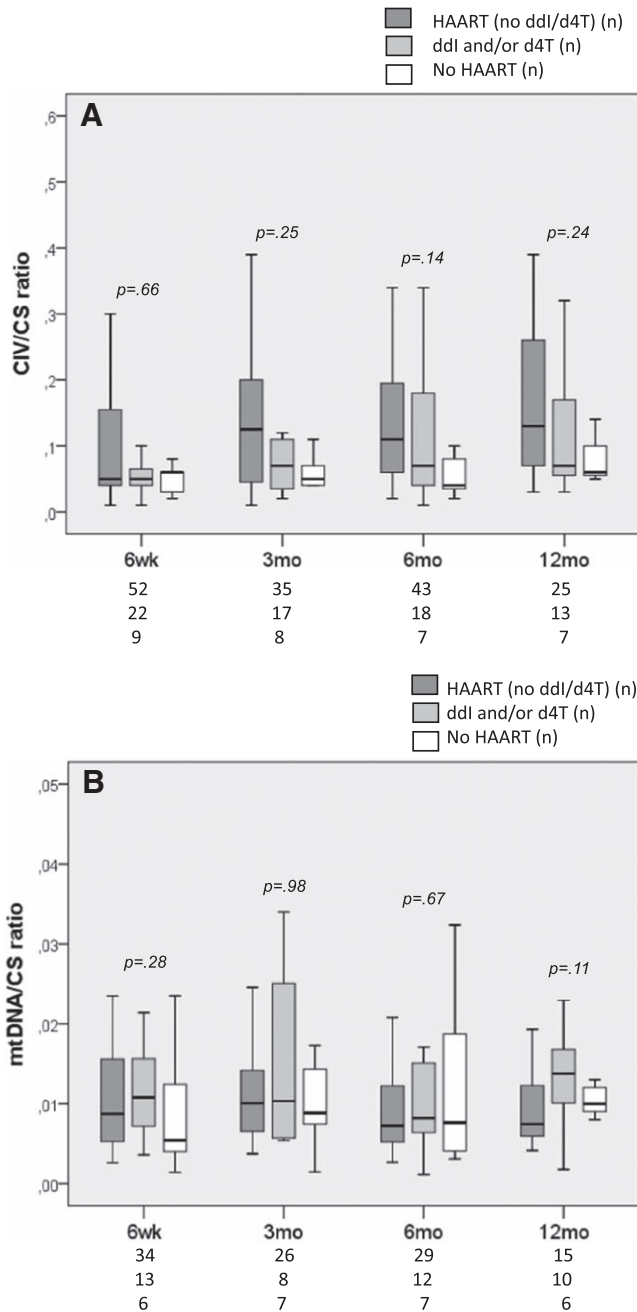 HAART (no ddI/d4T) (n)
ddI and/or d4T (n)
No HAART (n)
A
,6
,5
,4
,3
,2
,1
,0
CIV/CS ratio
p=.66
p=.25
p=.14
p=.24
6wk 3mo 6mo 12mo
52 35 43 25
22 17 18 13
9 8 7 7
HAART (no ddI/d4T) (n)
ddI and/or d4T (n)
No HAART (n)
B
,05
,04
,03
,02
,01
,00
mtDNA/CS ratio
p=.28
p=.98
p=.67
p=.11
6wk 3mo 6mo 12mo
34 26 29 15
13 8 12 10
6 7 7 6